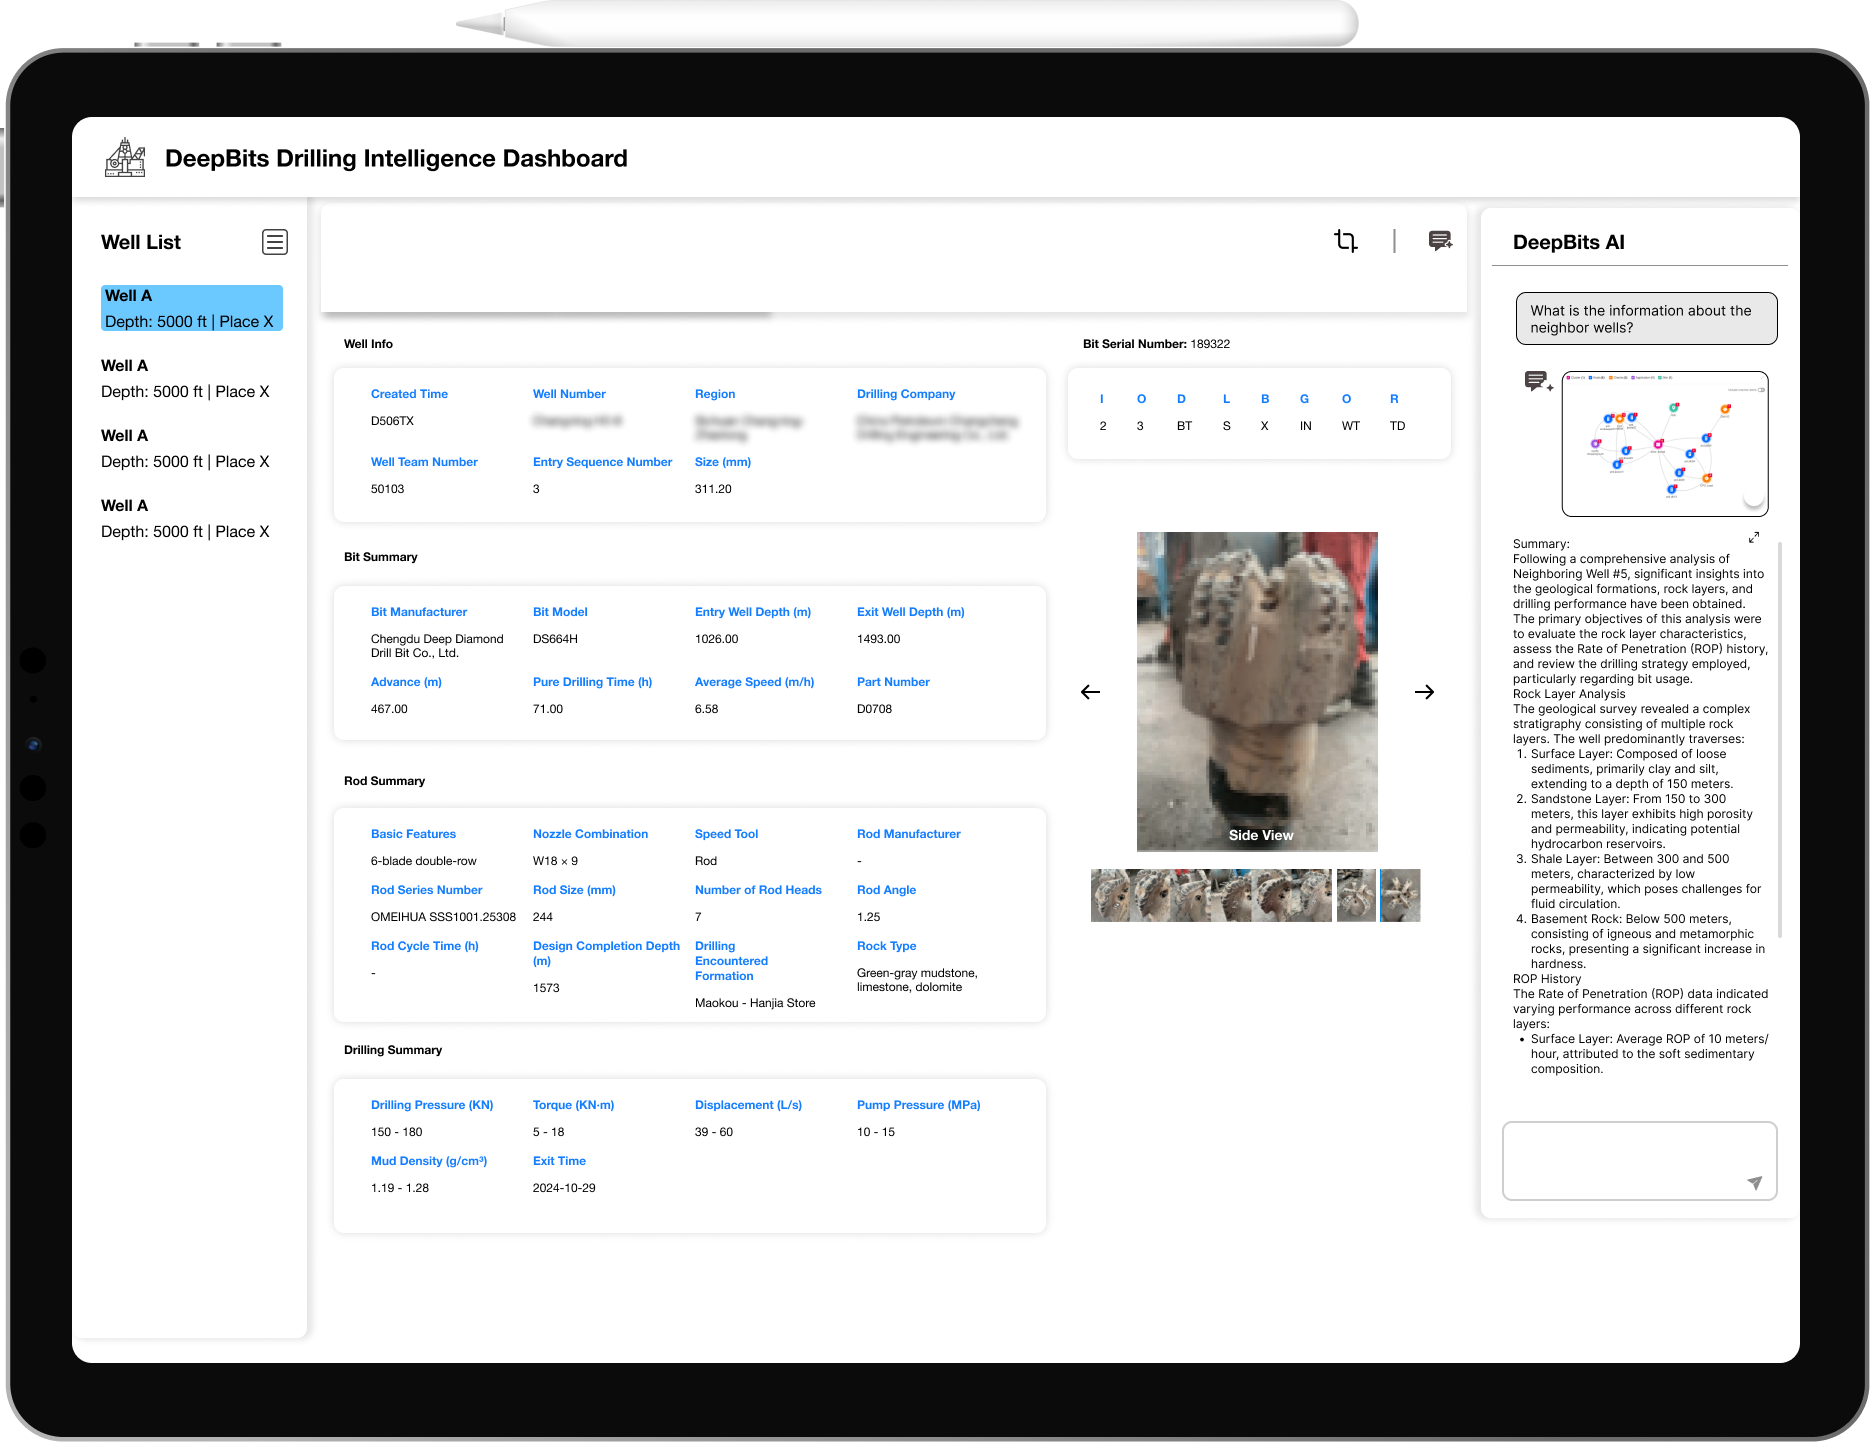 DeepBits Drilling Intelligence Dashboard
Well List
Well A
Depth: 5000 ft | Place X
Well A
Depth: 5000 ft | Place X
Well A
Depth: 5000 ft | Place X
Well A
Depth: 5000 ft | Place X
Well Info
Created Time Well Number Region Drilling Company
D506TX
Well Team Number Entry Sequence Number Size (mm)
50103 3 311.20
Bit Summary
Bit Manufacturer Bit Model Entry Well Depth (m) Exit Well Depth (m)
Chengdu Deep Diamond
Drill Bit Co., Ltd.
DS664H 1026.00 1493.00
Advance (m) Pure Drilling Time (h) Average Speed (m/h) Part Number
467.00 71.00 6.58 D0708
Rod Summary
Basic Features Nozzle Combination Speed Tool Rod Manufacturer
6-blade double-row W18 × 9 Rod -
Rod Series Number Rod Size (mm) Number of Rod Heads Rod Angle
OMEIHUA SSS1001.25308 244 7 1.25
Rod Cycle Time (h)
-
Design Completion Depth
(m)
1573
Drilling
Encountered
Formation
Maokou - Hanjia Store
Rock Type
Green-gray mudstone,
limestone, dolomite
Drilling Summary
Drilling Pressure (KN) Torque (KN·m) Displacement (L/s) Pump Pressure (MPa)
150 - 180 5 - 18 39 - 60 10 - 15
Mud Density (g/cm³) Exit Time
1.19 - 1.28 2024-10-29
Bit Serial Number: 189322
I O D L B G O R
2 3 BT S X IN WT TD
Side View
DeepBits AI
What is the information about the
neighbor wells?
Summary:
Following a comprehensive analysis of
Neighboring Well #5, significant insights into
the geological formations, rock layers, and
drilling performance have been obtained.
The primary objectives of this analysis were
to evaluate the rock layer characteristics,
assess the Rate of Penetration (ROP) history,
and review the drilling strategy employed,
particularly regarding bit usage.
Rock Layer Analysis
The geological survey revealed a complex
stratigraphy consisting of multiple rock
layers. The well predominantly traverses:
1. Surface Layer: Composed of loose
sediments, primarily clay and silt,
extending to a depth of 150 meters.
2. Sandstone Layer: From 150 to 300
meters, this layer exhibits high porosity
and permeability, indicating potential
hydrocarbon reservoirs.
3. Shale Layer: Between 300 and 500
meters, characterized by low
permeability, which poses challenges for
fluid circulation.
4. Basement Rock: Below 500 meters,
consisting of igneous and metamorphic
rocks, presenting a significant increase in
hardness.
ROP History
The Rate of Penetration (ROP) data indicated
varying performance across different rock
layers:
• Surface Layer: Average ROP of 10 meters/
hour, attributed to the soft sedimentary
composition.